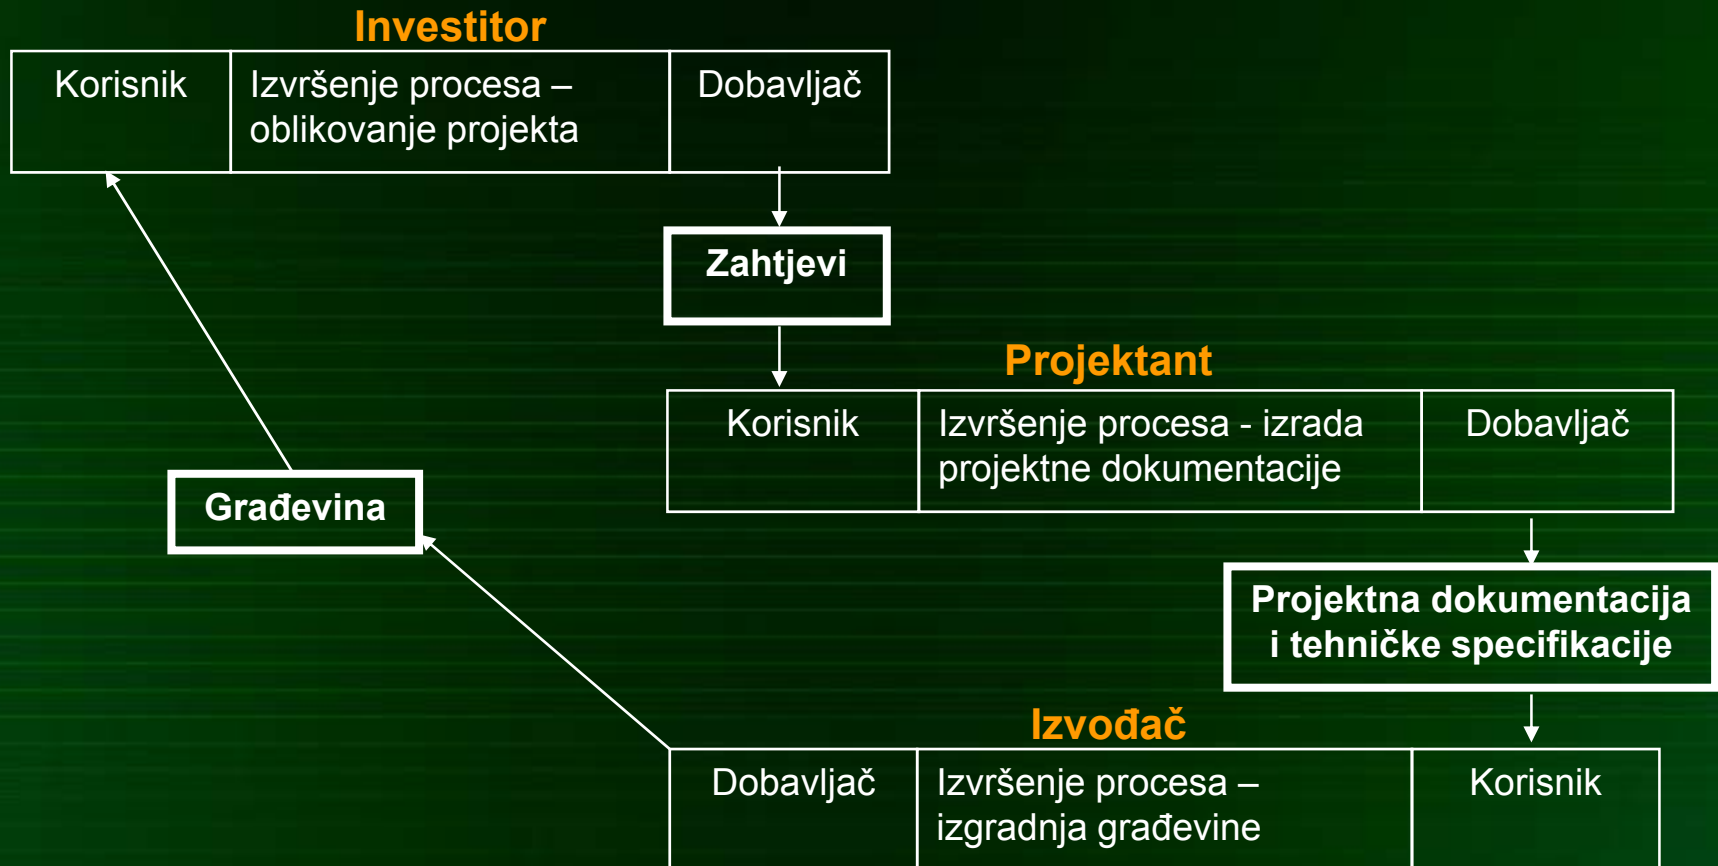 Investitor
Korisnik
Izvršenje procesa –
oblikovanje projekta
Dobavljač
Zahtjevi
Projektant
Korisnik
Izvršenje procesa - izrada
projektne dokumentacije
Dobavljač
Građevina
Projektna dokumentacija
i tehničke specifikacije
Izvođač
Dobavljač
Izvršenje procesa –
izgradnja građevine
Korisnik